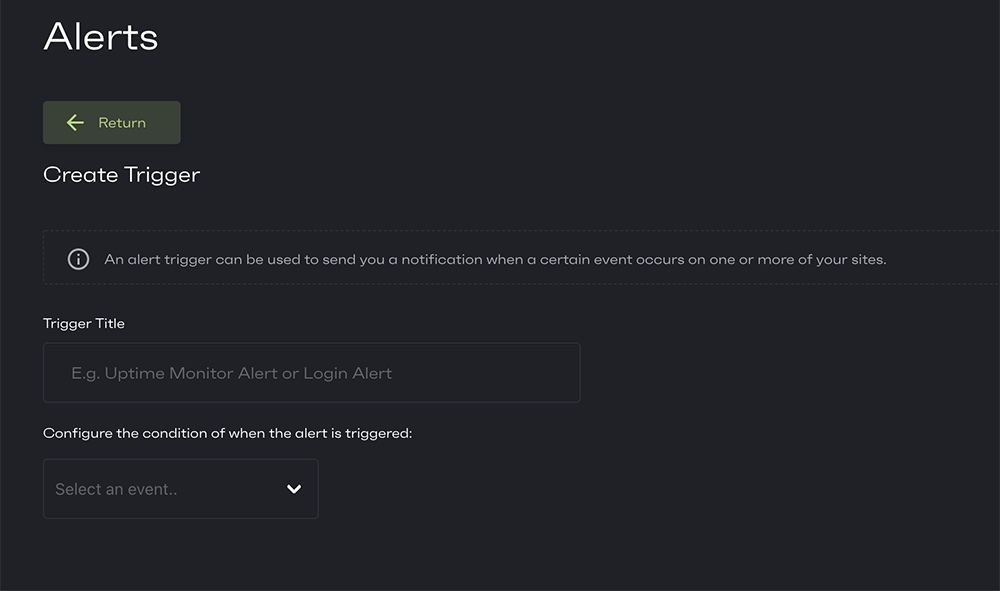 Alerts
Return
Create Trigger
An alert trigger can be used to send you a notification when a certain event occurs on one or more of your sites.
Trigger Title
E.g. Uptime Monitor Alert or Login Alert
Configure the condition of when the alert is triggered:
Select an event..